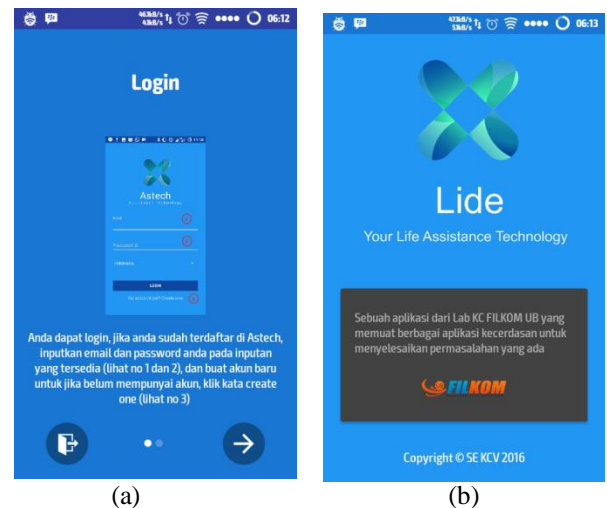 06:12
Login
Astech
LOGIN
Anda dapat login, jika anda sudah terdaftar di Astech,
inputkan email dan password anda pada inputan
yang tersedia (lihat no 1 dan 2), dan buat akun baru
untuk jika belum mempunyai akun, klik kata create
one (lihat no 3)
(a)
06:13
Lide
Your Life Assistance Technology
Sebuah aplikasi dari Lab KC FILKOM UB yang
memuat berbagai aplikasi kecerdasan untuk
menyelesaikan permasalahan yang ada
FILKOM
Copyright © SE KCV 2016
(b)